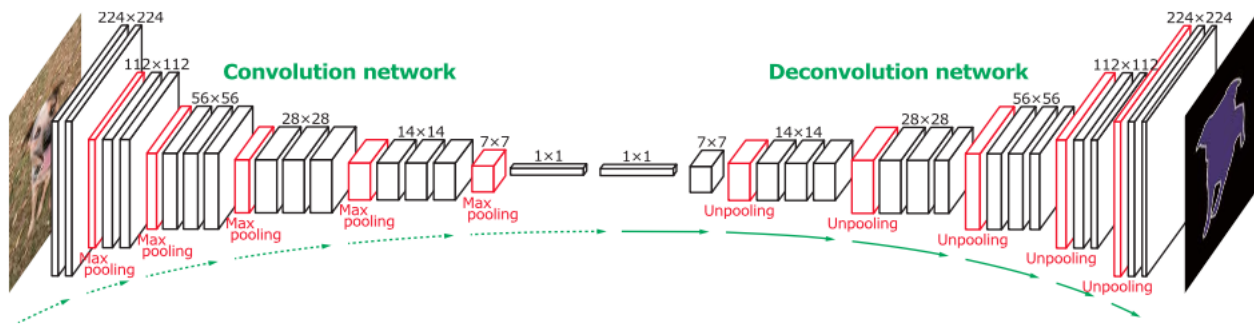 224×224
112×112
Convolution network
56×56
28×28
14×14
7×7
1×1
1×1
Deconvolution network
7×7
14×14
28×28
56×56
112×112
224×224
Max
pooling
Max
pooling
Max
pooling
Max
pooling
Max
pooling
Unpooling
Unpooling
Unpooling
Unpooling
Unpooling